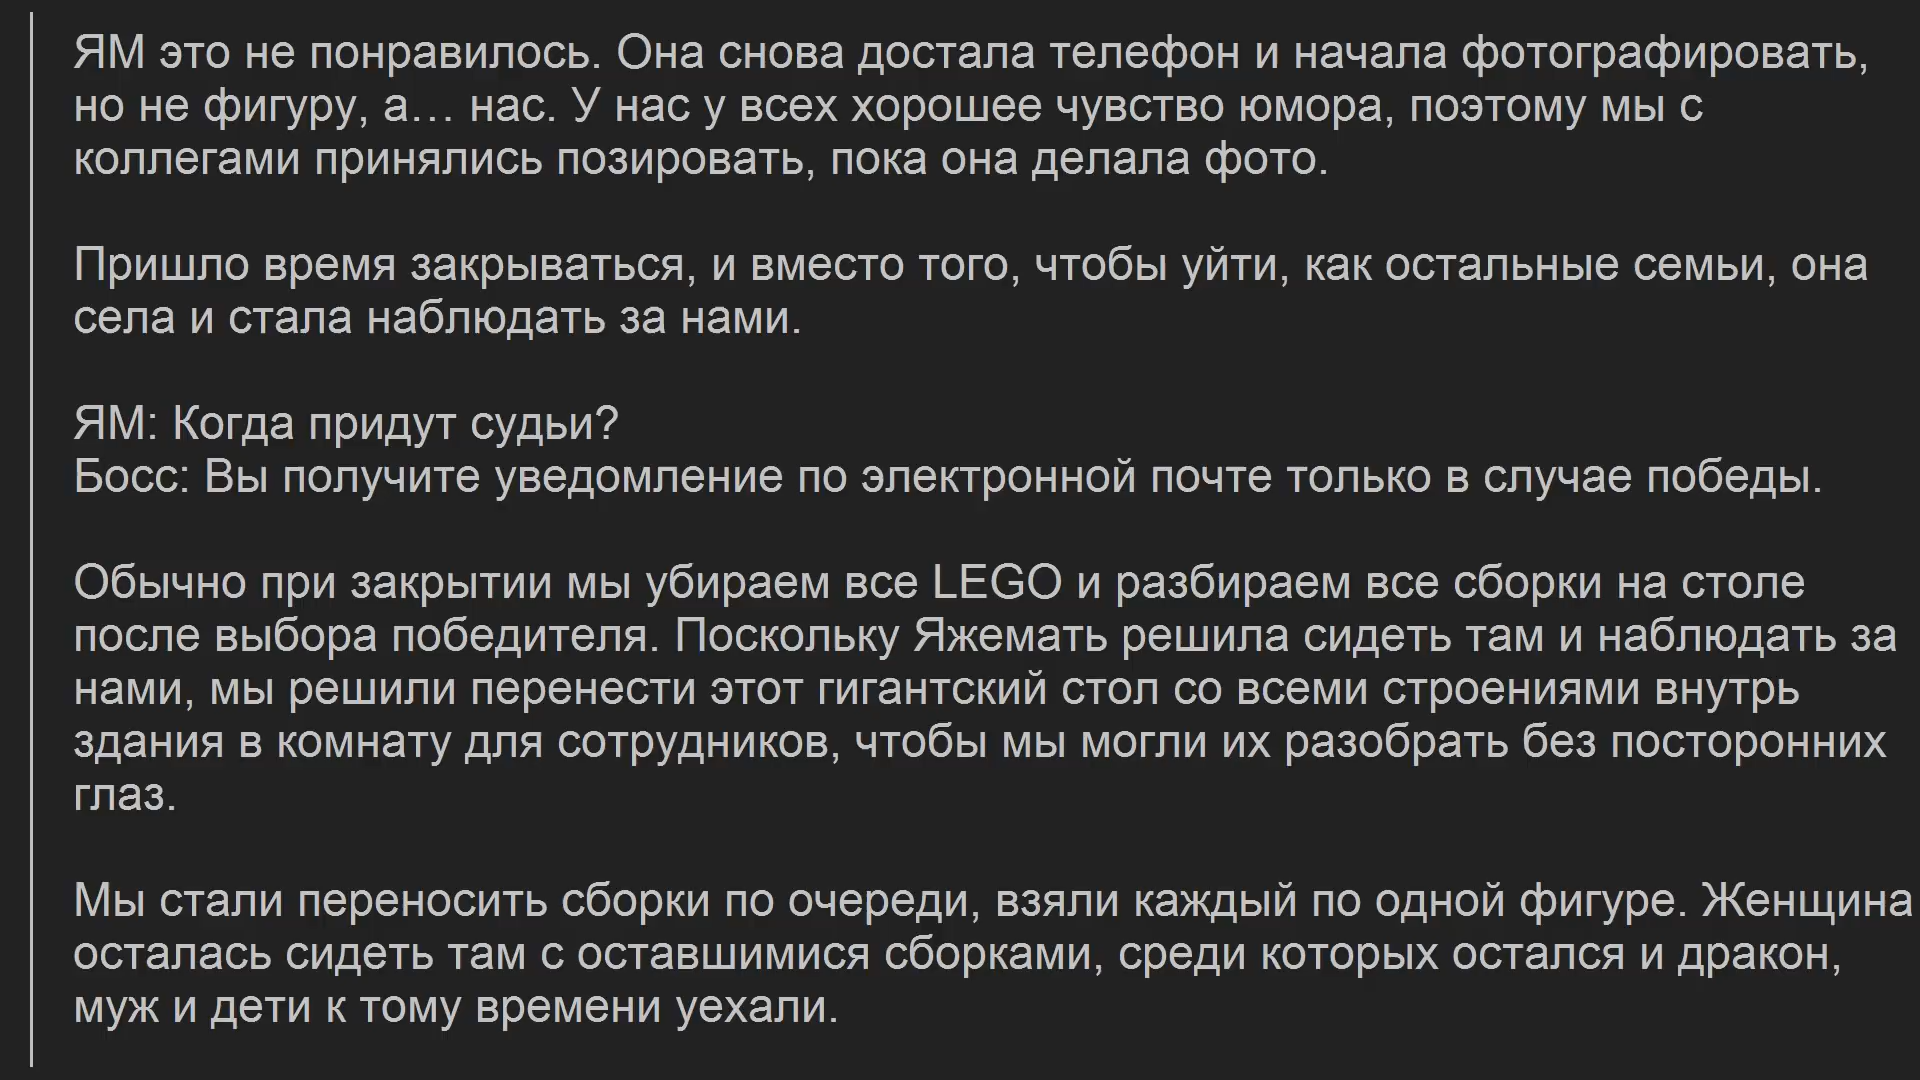 ЯМ это не понравилось. Она снова достала телефон и начала фотографировать,
но не фигуру, а… нас. У нас у всех хорошее чувство юмора, поэтому мы с
коллегами принялись позировать, пока она делала фото.
Пришло время закрываться, и вместо того, чтобы уйти, как остальные семьи, она
села и стала наблюдать за нами.
ЯМ: Когда придут судьи?
Босс: Вы получите уведомление по электронной почте только в случае победы.
Обычно при закрытии мы убираем все LEGO и разбираем все сборки на столе
после выбора победителя. Поскольку Яжемать решила сидеть там и наблюдать за
нами, мы решили перенести этот гигантский стол со всеми строениями внутрь
здания в комнату для сотрудников, чтобы мы могли их разобрать без посторонних
глаз.
Мы стали переносить сборки по очереди, взяли каждый по одной фигуре. Женщина
осталась сидеть там с оставшимися сборками, среди которых остался и дракон,
муж и дети к тому времени уехали.